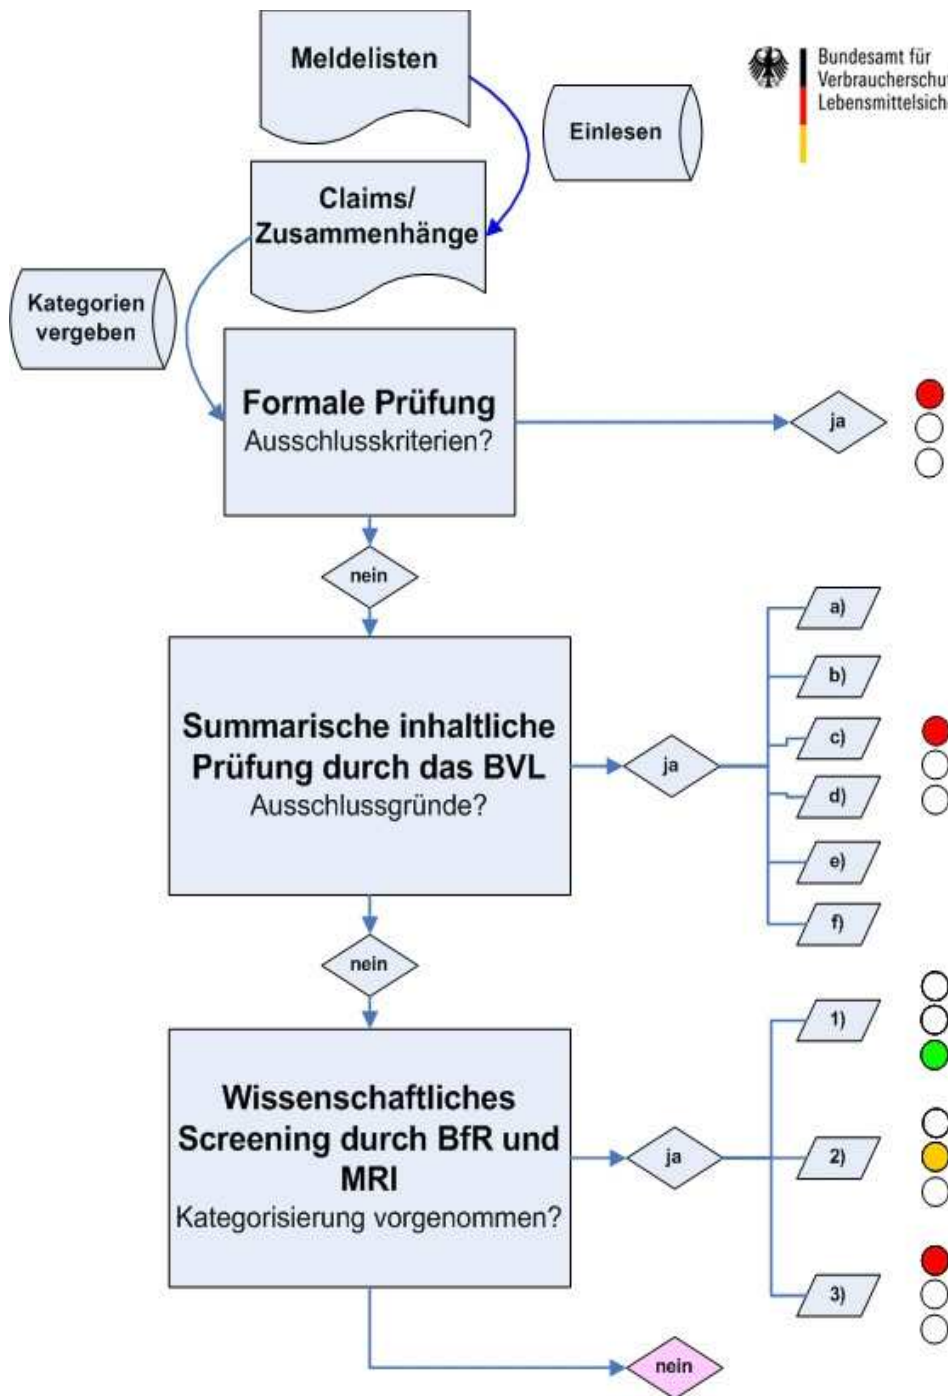 Meldelisten
Bundesamt für
Verbraucherschut
Lebensmittelsich
Einlesen
Claims/
Zusammenhänge
Kategorien
vergeben
Formale Prüfung
Ausschlusskriterien?
ja
nein
a)
b)
Summarische inhaltliche
Prüfung durch das BVL
Ausschlussgründe?
ja
c)
d)
e)
f)
nein
1)
Wissenschaftliches
Screening durch BfR und
MRI
Kategorisierung vorgenommen?
ja
2)
3)
nein